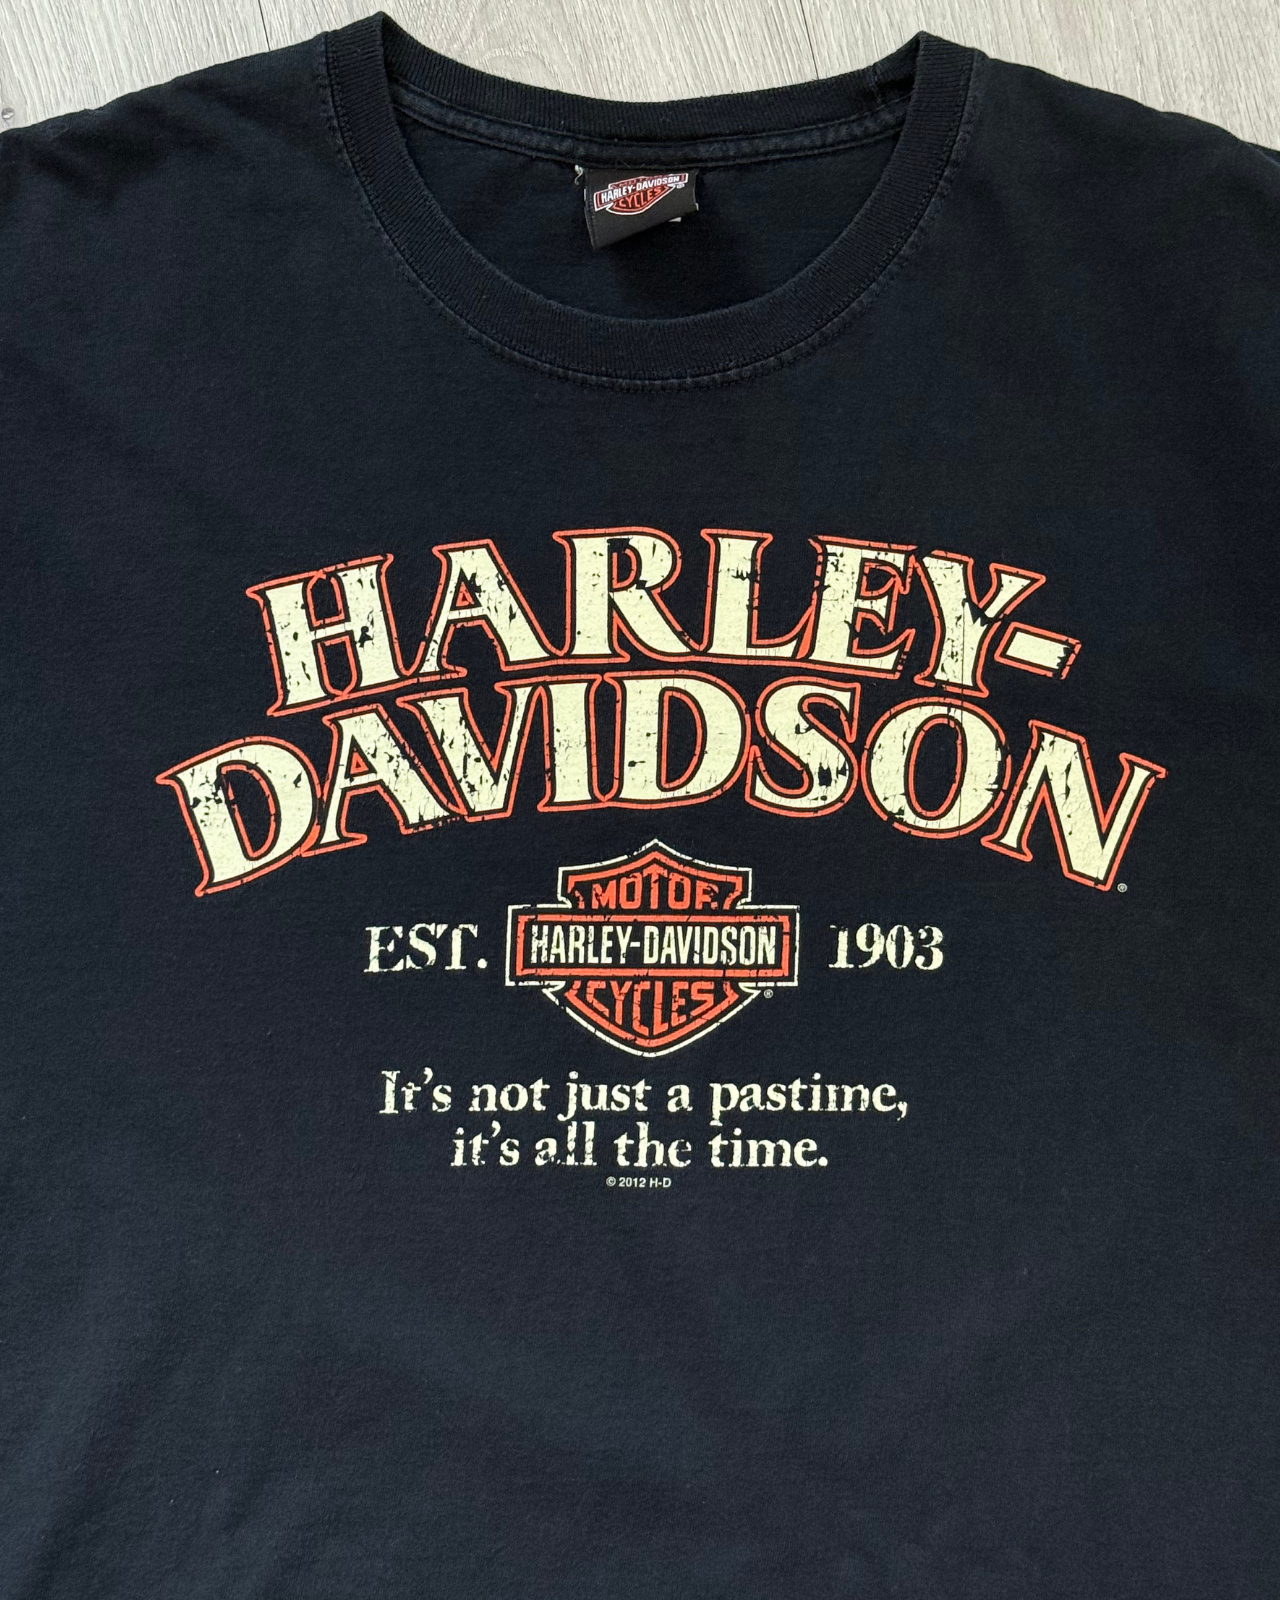 HARLEY-DAVIDSON
CYCLES
HARLEY-
DAVIDSON®
MOTOR
EST. HARLEY-DAVIDSON 1903
CYCLES®
It's not just a pastime,
it's all the time.
© 2012 H-D